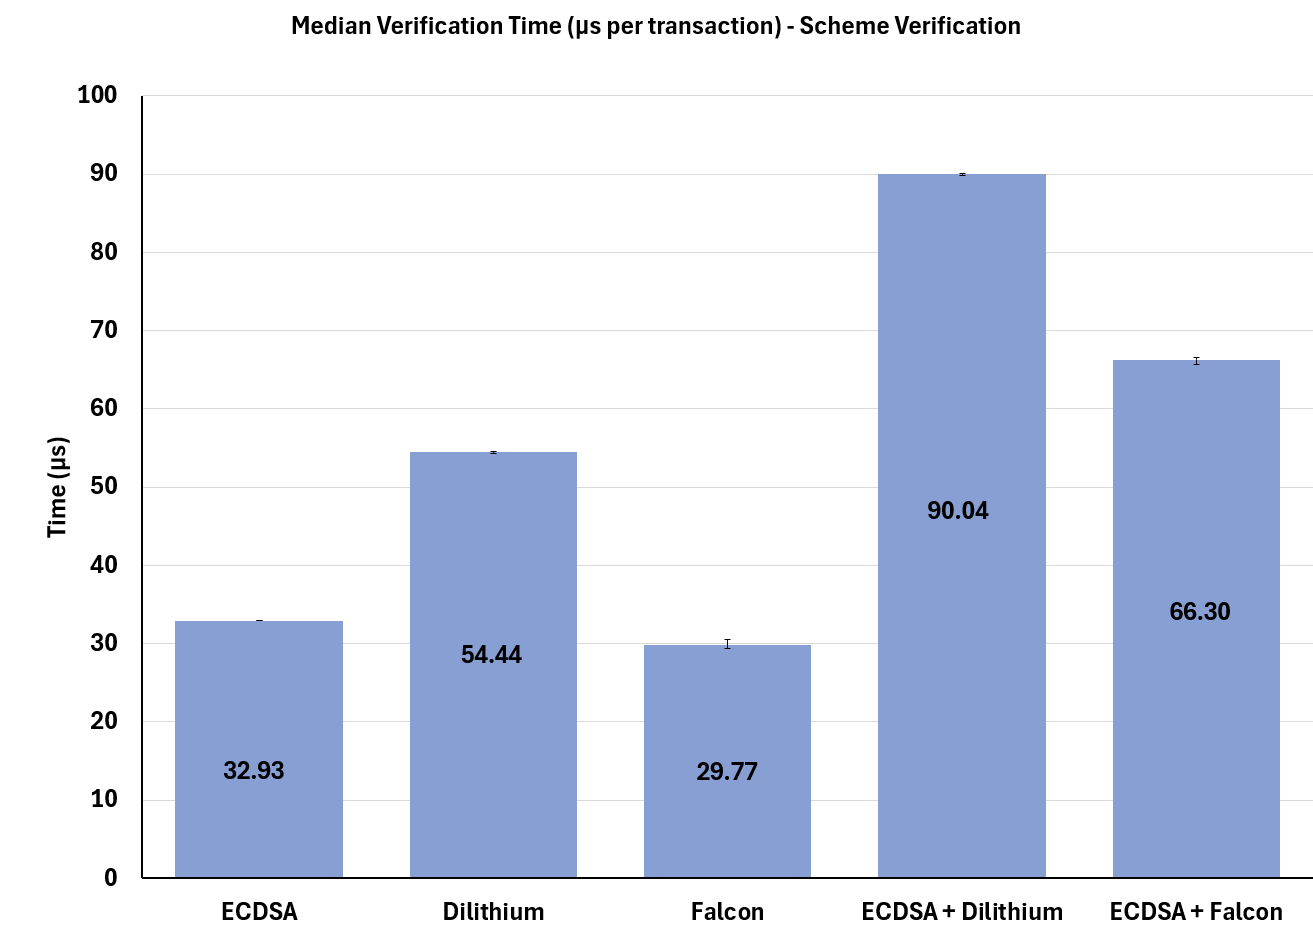 Median Verification Time (µs per transaction) - Scheme Verification
100
90
80
70
60
50
40
30
20
10
0
Time (µs)
32.93
54.44
29.77
90.04
66.30
ECDSA
Dilithium
Falcon
ECDSA + Dilithium
ECDSA + Falcon